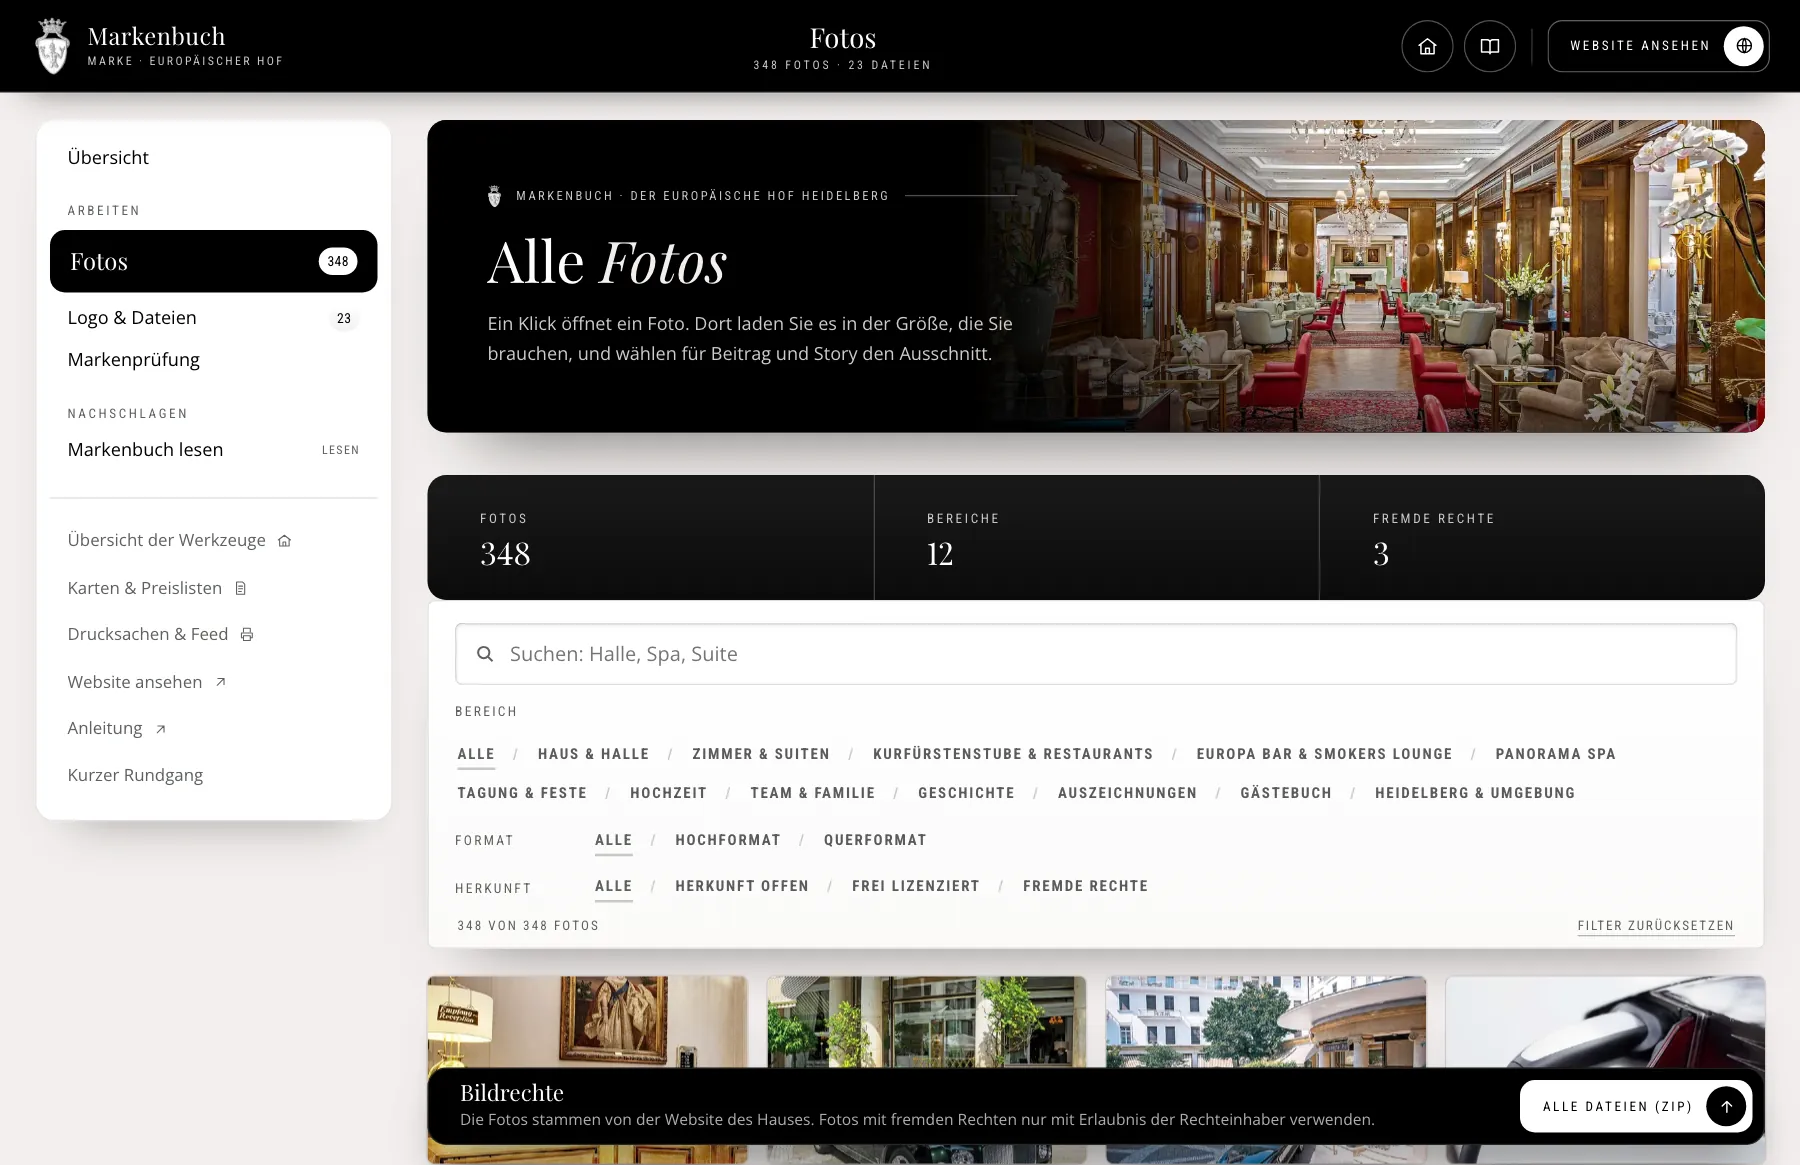 Markenbuch
MARKE · EUROPÄISCHER HOF
Fotos
348 FOTOS · 23 DATEIEN
WEBSITE ANSEHEN
Übersicht
ARBEITEN
Fotos 348
Logo & Dateien 23
Markenprüfung
NACHSCHLAGEN
Markenbuch lesen LESEN
Übersicht der Werkzeuge
Karten & Preislisten
Drucksachen & Feed
Website ansehen
Anleitung
Kurzer Rundgang
MARKENBUCH · DER EUROPÄISCHE HOF HEIDELBERG
Alle Fotos
Ein Klick öffnet ein Foto. Dort laden Sie es in der Größe, die Sie
brauchen, und wählen für Beitrag und Story den Ausschnitt.
FOTOS
348
BEREICHE
12
FREMDE RECHTE
3
Suchen: Halle, Spa, Suite
BEREICH
ALLE / HAUS & HALLE / ZIMMER & SUITEN / KURFÜRSTENSTUBE & RESTAURANTS / EUROPA BAR & SMOKERS LOUNGE / PANORAMA SPA
TAGUNG & FESTE / HOCHZEIT / TEAM & FAMILIE / GESCHICHTE / AUSZEICHNUNGEN / GÄSTEBUCH / HEIDELBERG & UMGEBUNG
FORMAT ALLE / HOCHFORMAT / QUERFORMAT
HERKUNFT ALLE / HERKUNFT OFFEN / FREI LIZENZIERT / FREMDE RECHTE
348 VON 348 FOTOS
FILTER ZURÜCKSETZEN
Empfang
Reception
Bildrechte
Die Fotos stammen von der Website des Hauses. Fotos mit fremden Rechten nur mit Erlaubnis der Rechteinhaber verwenden.
ALLE DATEIEN (ZIP)